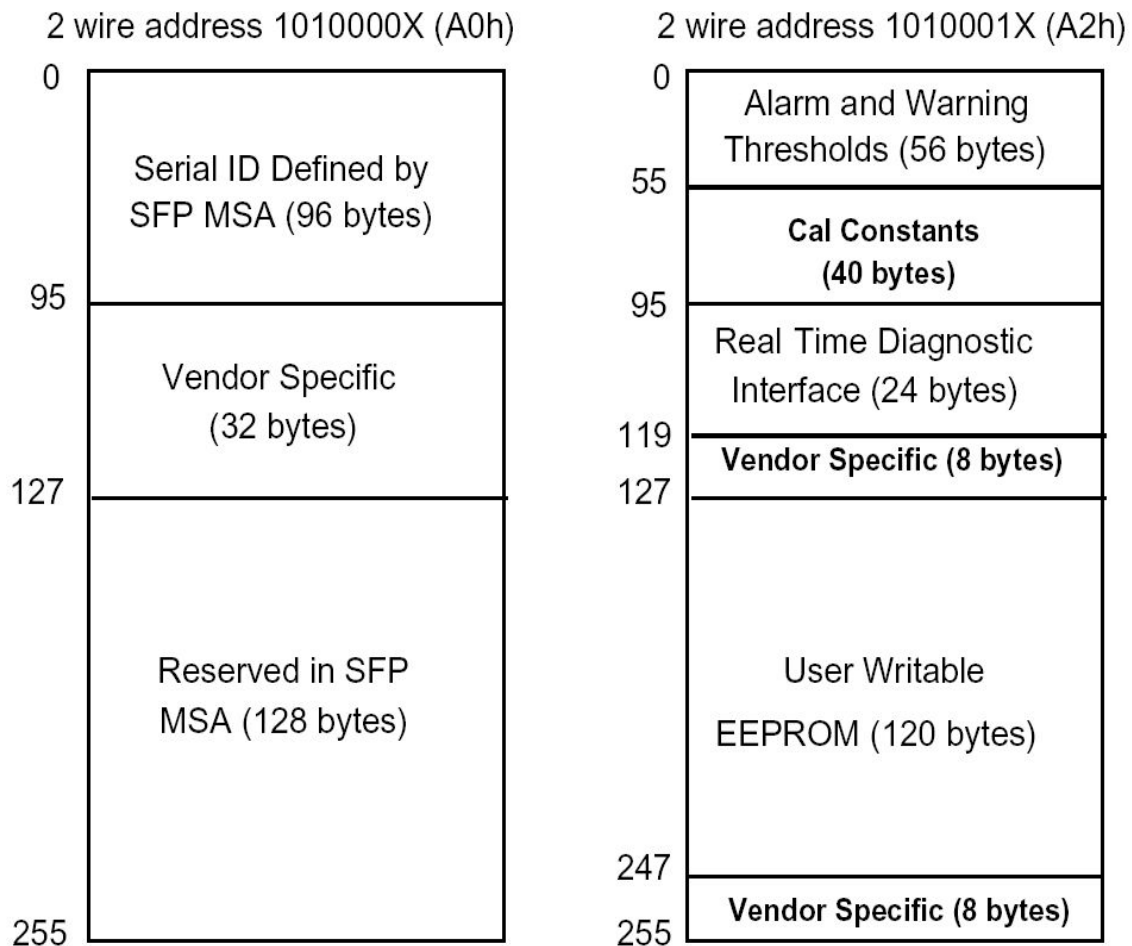 2 wire address 1010000X (A0h)
0
Serial ID Defined by
SFP MSA (96 bytes)
95
Vendor Specific
(32 bytes)
127
Reserved in SFP
MSA (128 bytes)
255
2 wire address 1010001X (A2h)
0
Alarm and Warning
Thresholds (56 bytes)
55
Cal Constants
(40 bytes)
95
Real Time Diagnostic
Interface (24 bytes)
119
Vendor Specific (8 bytes)
127
User Writable
EEPROM (120 bytes)
247
Vendor Specific (8 bytes)
255